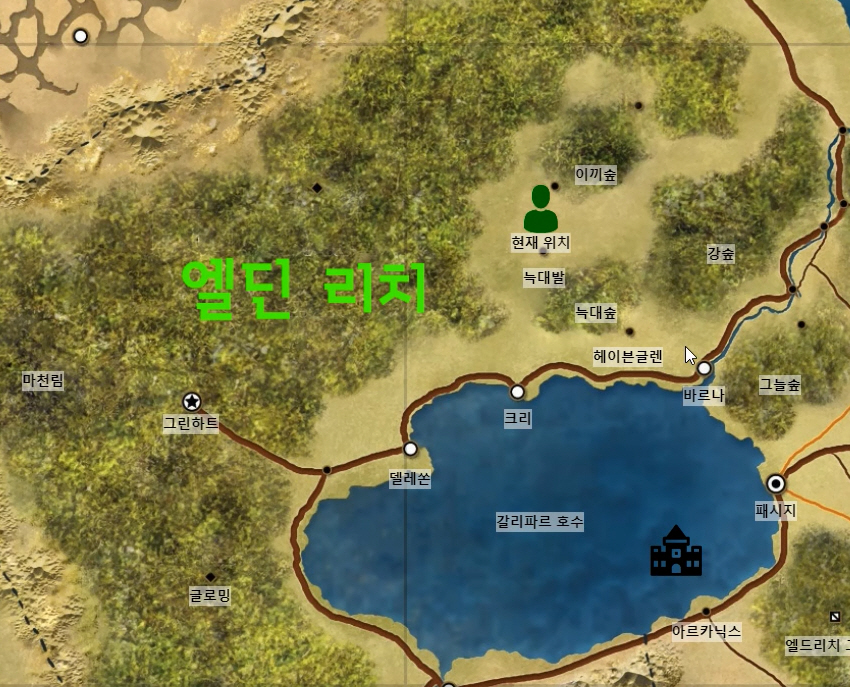 이끼숲
현재 위치
강숲
늑대발
엘딘 리치
늑대숲
헤이븐글렌
마천림
그늘숲
바르나
크리
그린하트
델레쏜
패시지
갈리파르 호수
글로밍
아르카닉스
엘드리치